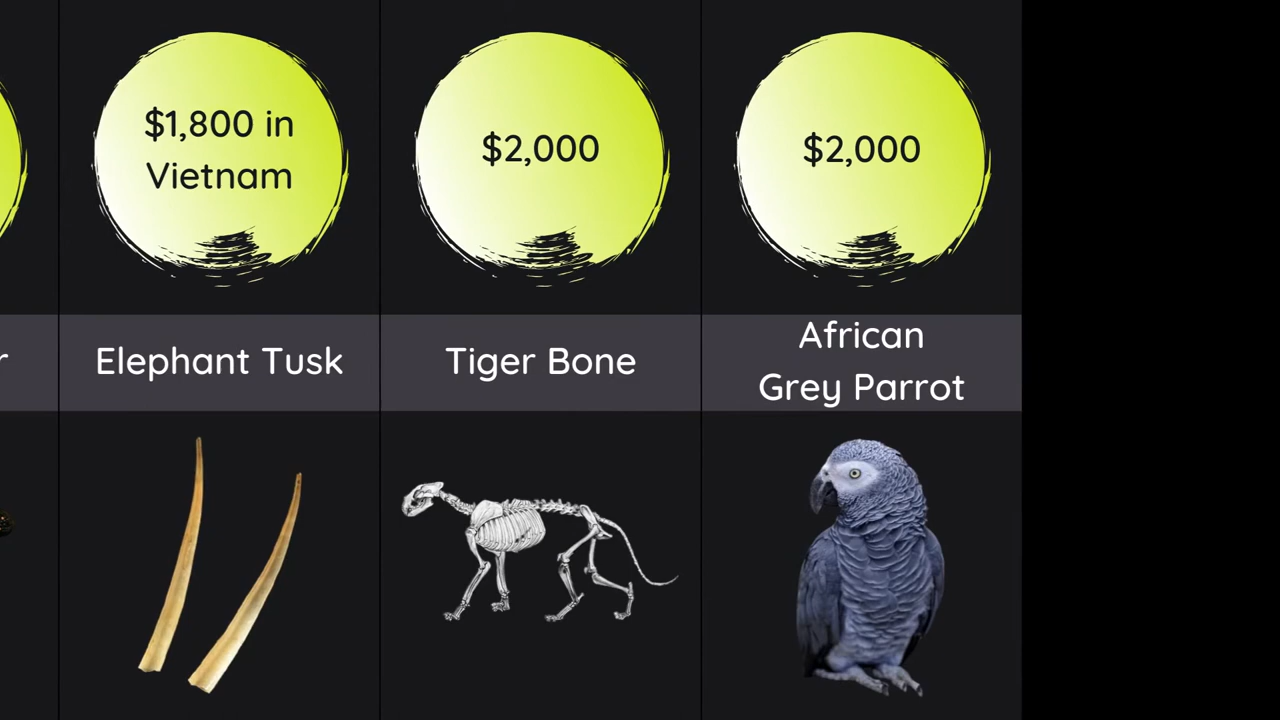 $1,800 in
Vietnam
$2,000
$2,000
Elephant Tusk
Tiger Bone
African
Grey Parrot